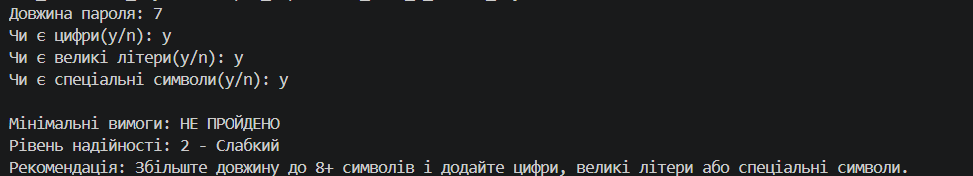 Довжина пароля: 7
Чи є цифри(y/n): y
Чи є великі літери(y/n): y
Чи є спеціальні символи(y/n): y
Мінімальні вимоги: НЕ ПРОЙДЕНО
Рівень надійності: 2 - Слабкий
Рекомендація: Збільште довжину до 8+ символів і додайте цифри, великі літери або спеціальні символи.